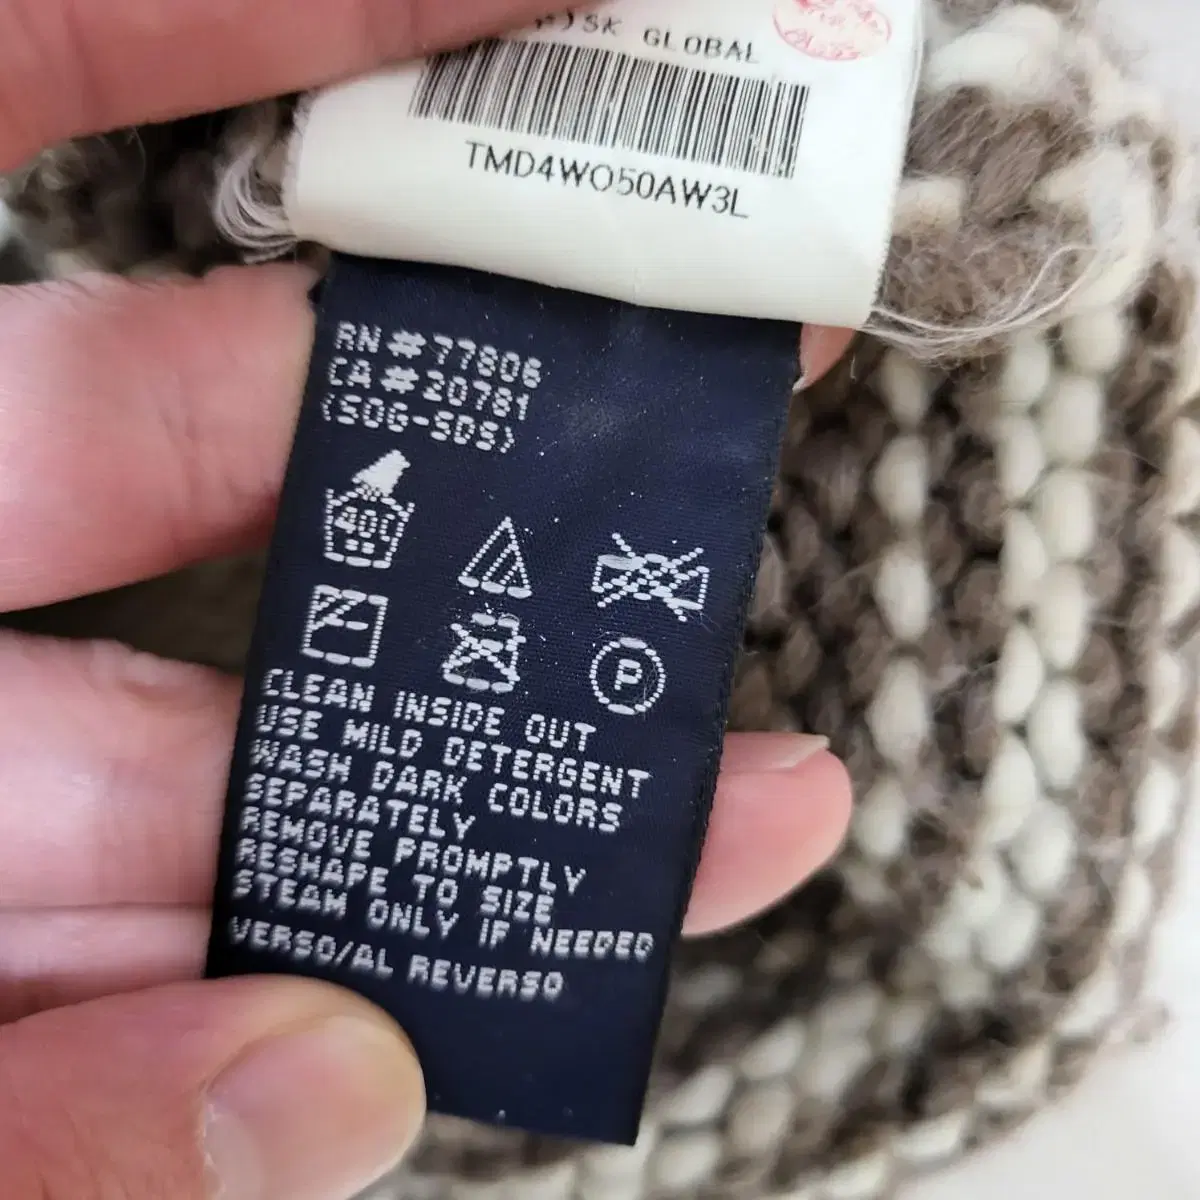 SK GLOBAL
TMD4WO50AW3L
RN#77806
CA#20781
(SOG-SDS)
40C
P
CLEAN INSIDE OUT
USE MILD DETERGENT
WASH DARK COLORS
SEPARATELY
REMOVE PROMPTLY
RESHAPE TO SIZE
STEAM ONLY IF NEEDED
VERSO/AL REVERSO